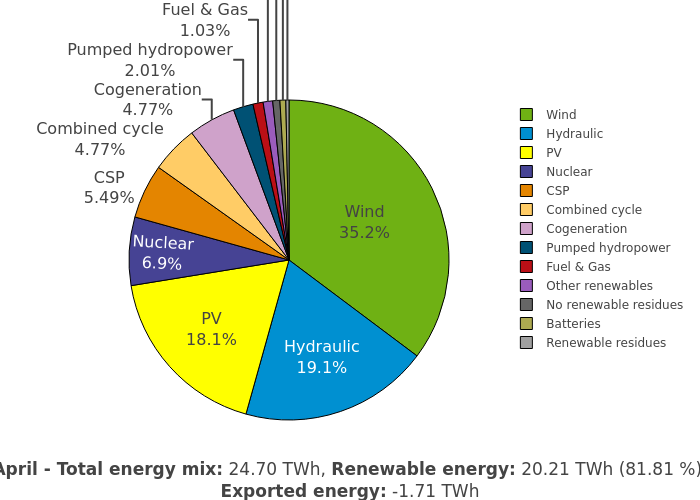 Fuel & Gas
1.03%
Pumped hydropower
2.01%
Cogeneration
4.77%
Combined cycle
4.77%
CSP
5.49%
Nuclear
6.9%
PV
18.1%
Hydraulic
19.1%
Wind
35.2%
Wind
Hydraulic
PV
Nuclear
CSP
Combined cycle
Cogeneration
Pumped hydropower
Fuel & Gas
Other renewables
No renewable residues
Batteries
Renewable residues
April - Total energy mix: 24.70 TWh, Renewable energy: 20.21 TWh (81.81 %)
Exported energy: -1.71 TWh